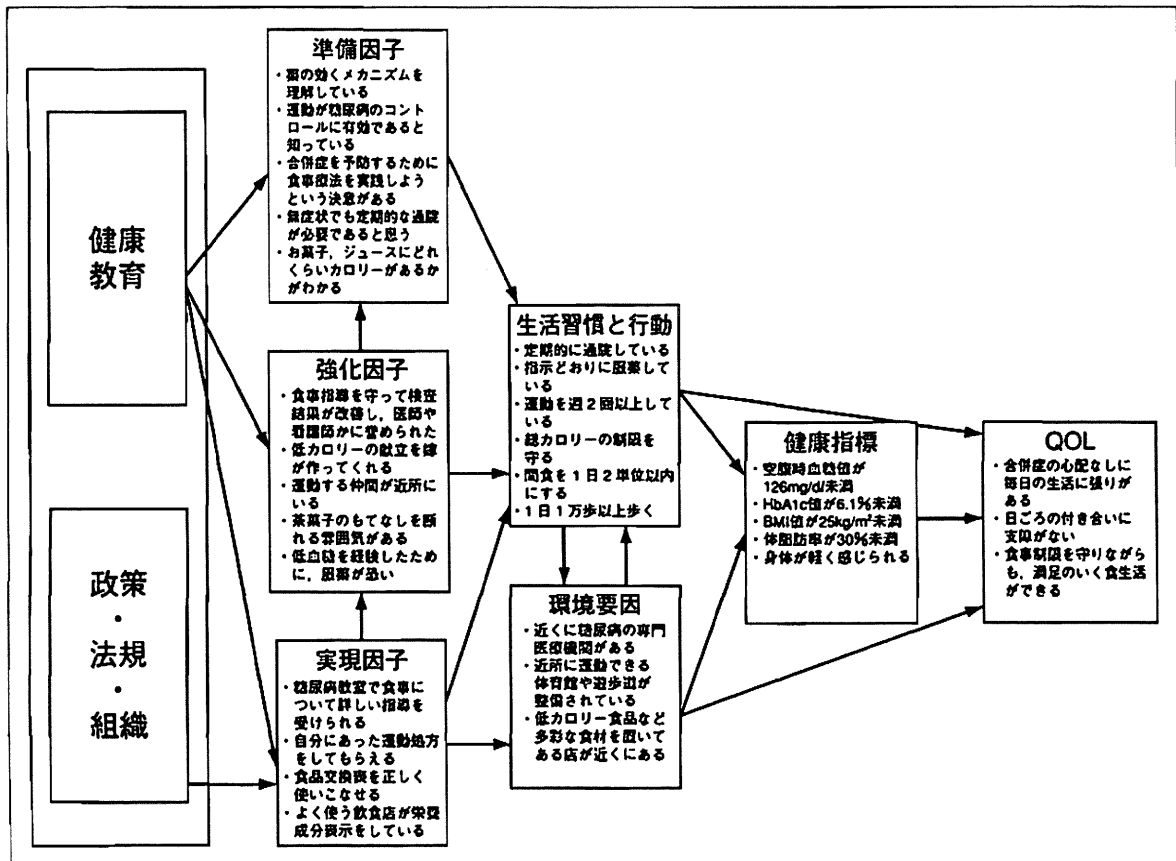 健康
教育
政策
・
法規
・
組織
準備因子
・薬の効くメカニズムを
理解している
・運動が糖尿病のコント
ロールに有効であると
知っている
・合併症を予防するために
食事療法を実践しよう
という決意がある
・無症状でも定期的な通院
が必要であると思う
・お菓子，ジュースにどれ
くらいカロリーがあるか
がわかる
強化因子
・食事指導を守って検査
結果が改善し，医師や
看護師かに誉められた
・低カロリーの献立を嫁
が作ってくれる
・運動する仲間が近所に
いる
・茶菓子のもてなしを断
れる雰囲気がある
・低血糖を経験したため
に，服薬が恐い
実現因子
・糖尿病教室で食事に
ついて詳しい指導を
受けられる
・自分にあった運動処方
をしてもらえる
・食品交換表を正しく
使いこなせる
・よく使う飲食店が栄養
成分表示をしている
生活習慣と行動
・定期的に通院している
・指示どおりに服薬して
いる
・運動を週2回以上して
いる
・総カロリーの制限を
守る
・間食を1日2単位以内
にする
・1日1万歩以上歩く
環境要因
・近くに糖尿病の専門
医療機関がある
・近所に運動できる
体育館や遊歩道が
整備されている
・低カロリー食品など
多彩な食材を置いて
ある店が近くにある
健康指標
・空腹時血糖値が
126mg/dl未満
・HbA1c値が6.1%未満
・BMI値が25kg/m²未満
・体脂肪率が30%未満
・身体が軽く感じられる
QOL
・合併症の心配なしに
毎日の生活に張りが
ある
・日ごろの付き合いに
支障がない
・食事制限を守りながら
も，満足のいく食生活
ができる